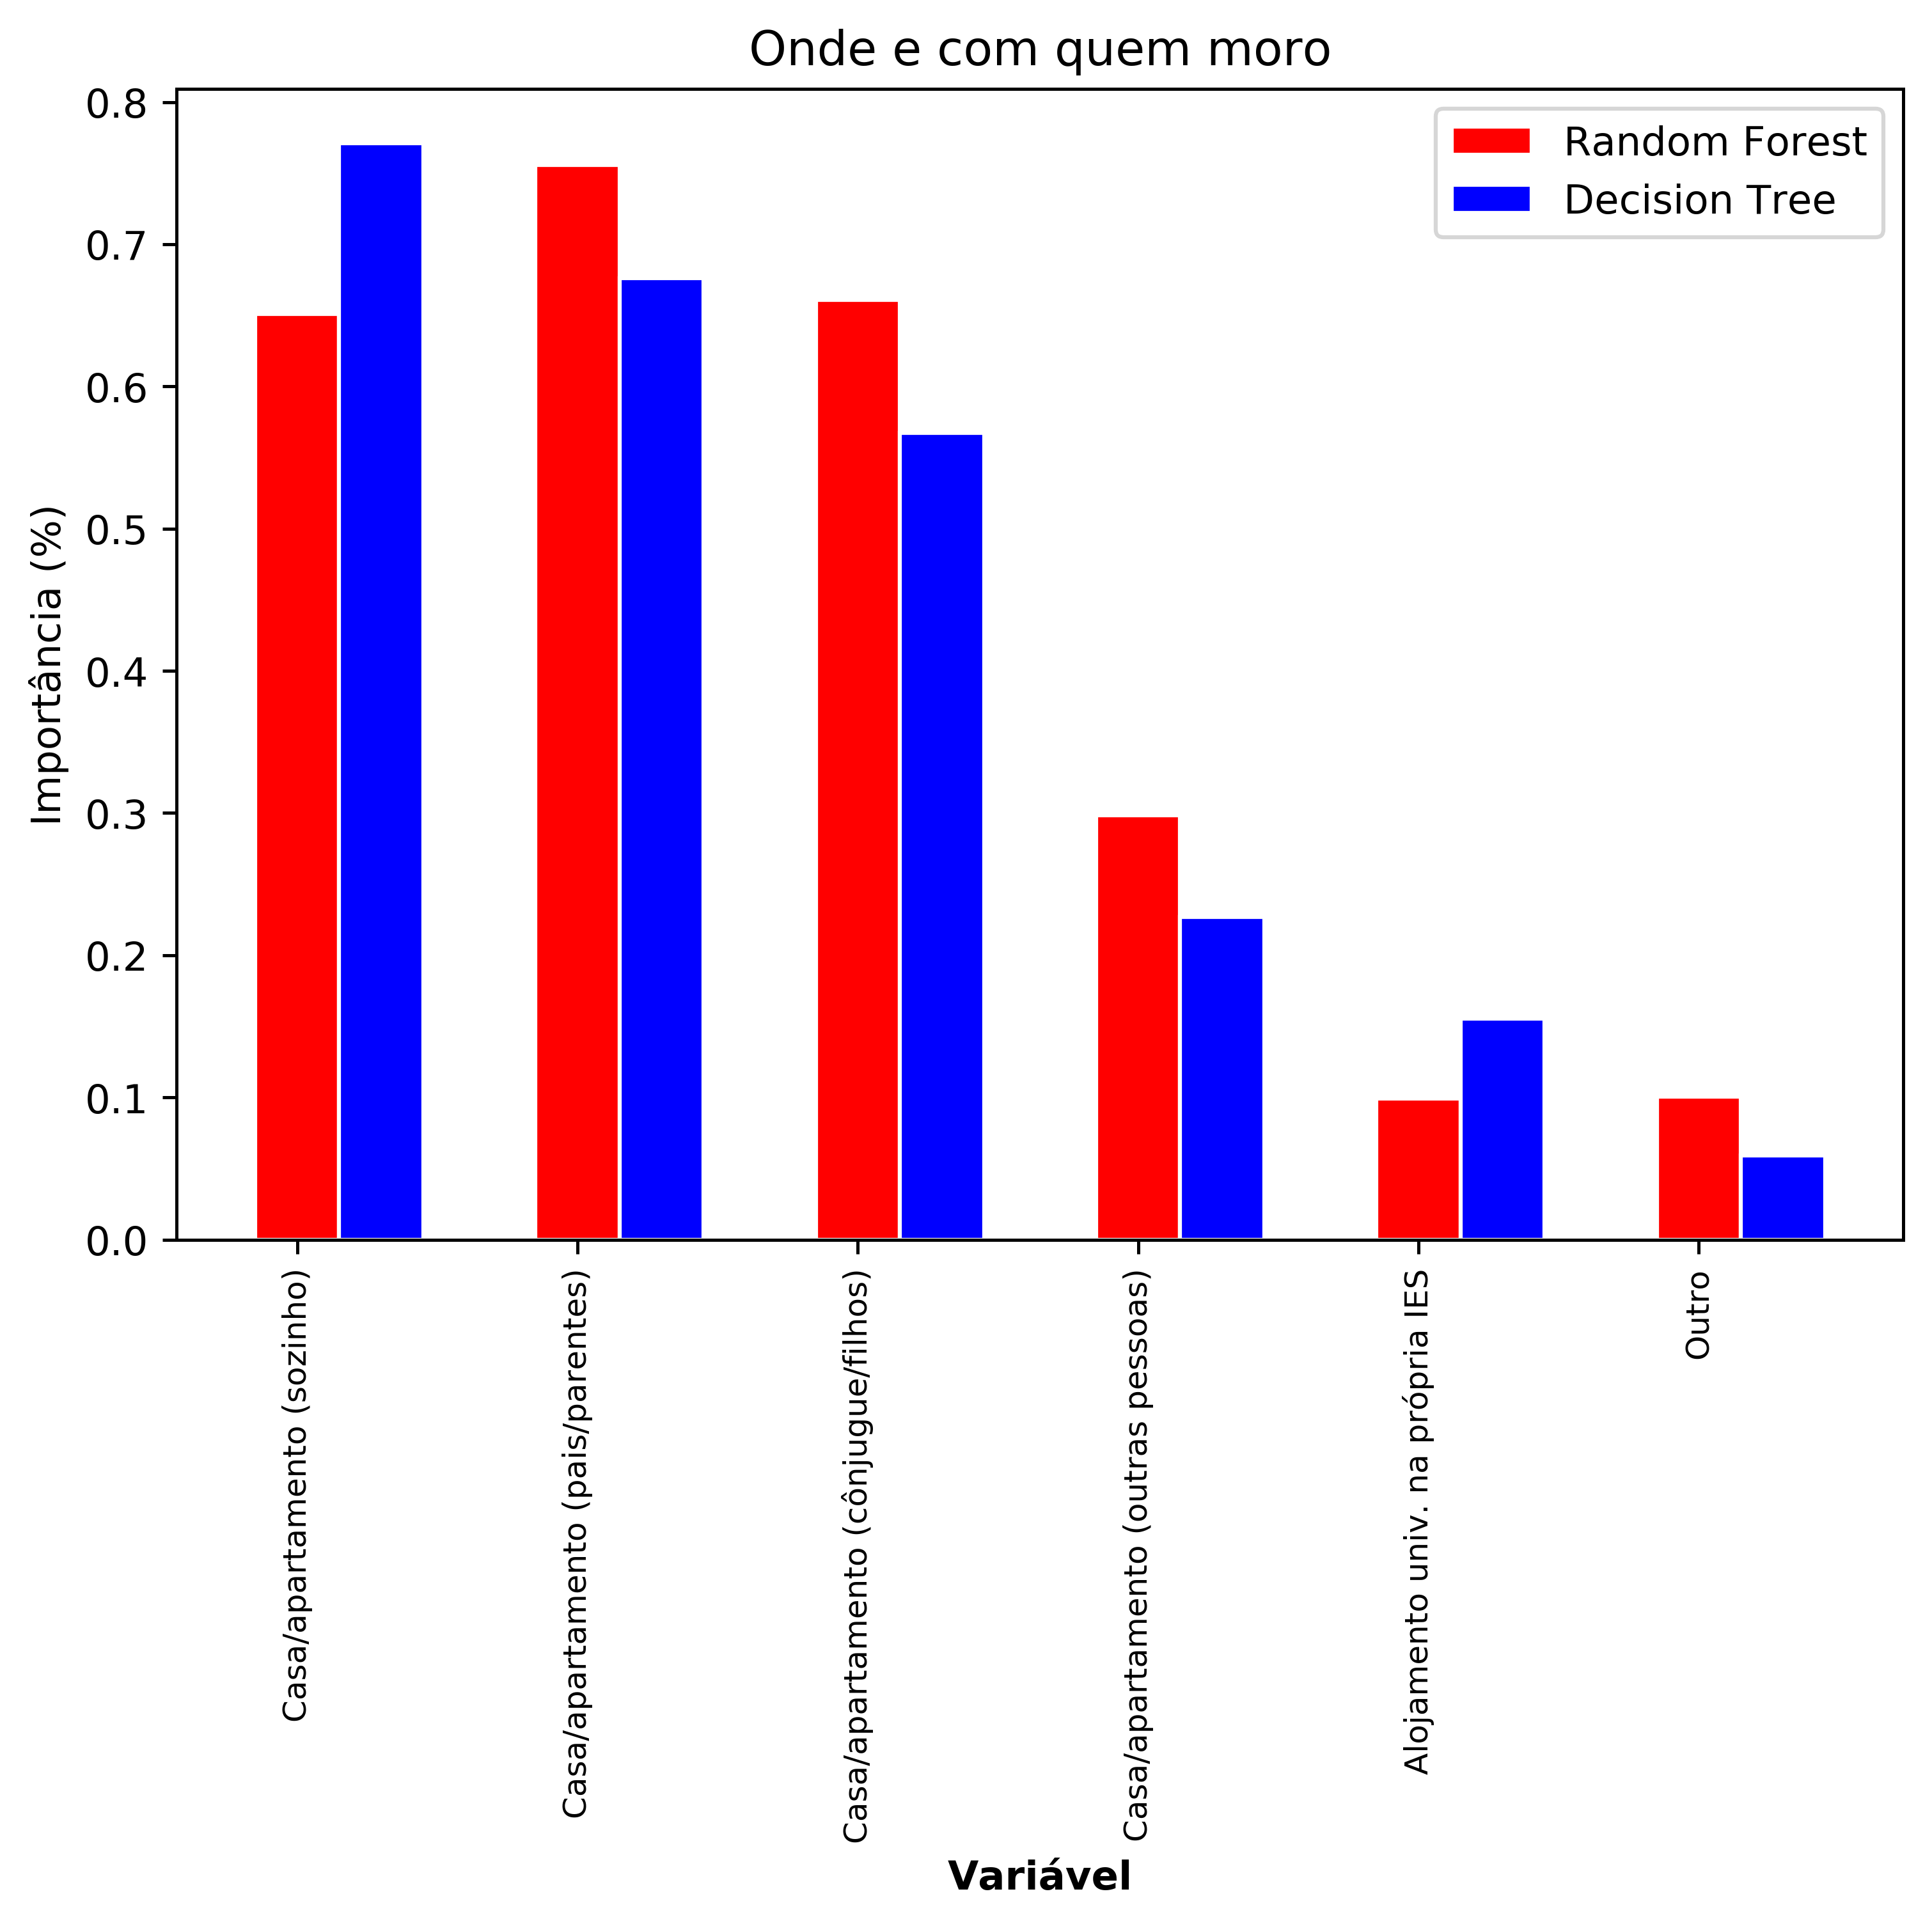 Onde e com quem moro
Random Forest
Decision Tree
Importância (%)
0.8
0.7
0.6
0.5
0.4
0.3
0.2
0.1
0.0
Casa/apartamento (sozinho)
Casa/apartamento (pais/parentes)
Casa/apartamento (cônjugue/filhos)
Casa/apartamento (outras pessoas)
Alojamento univ. na própria IES
Outro
Variável